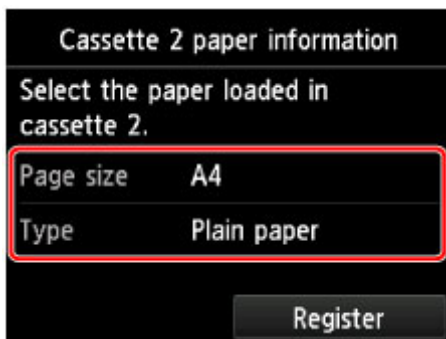 Cassette 2 paper information
Select the paper loaded in
cassette 2.
Page size A4
Type Plain paper
Register